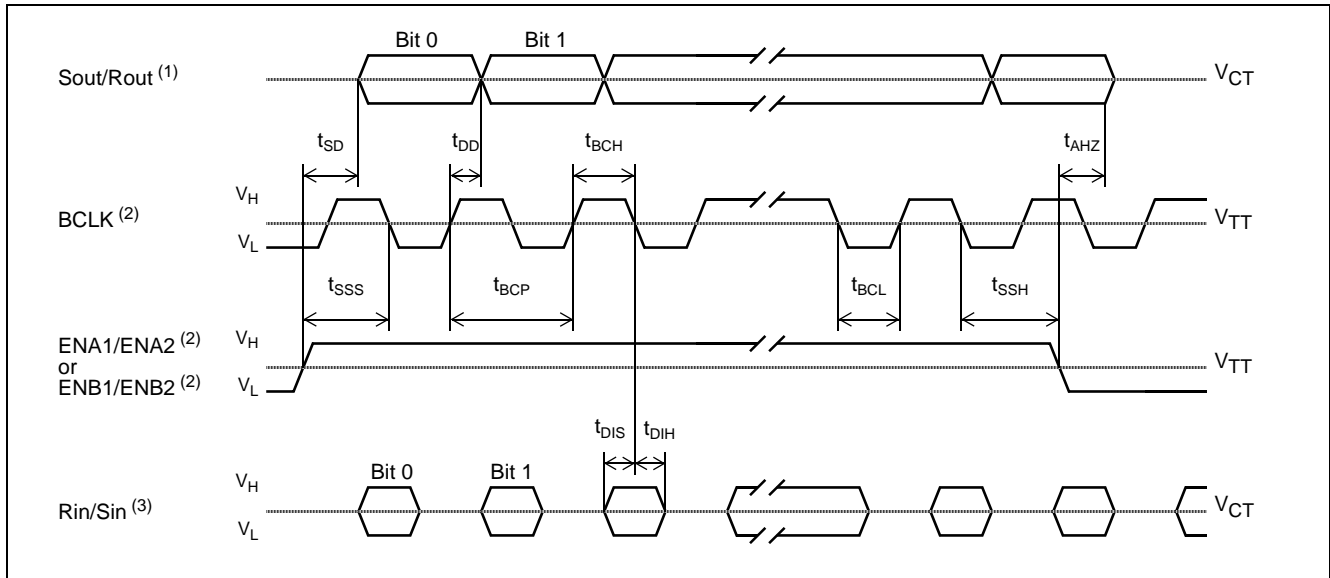 Bit 0 Bit 1
Sout/Rout (1) VCT
tSD tDD tBCH tAHZ
VH
BCLK (2) VTT
VL
tSSS tBCP tBCL tSSH
ENA1/ENA2 (2) VH
or VTT
ENB1/ENB2 (2) VL
tDIS tDIH
Bit 0 Bit 1
VH
Rin/Sin (3) VCT
VL